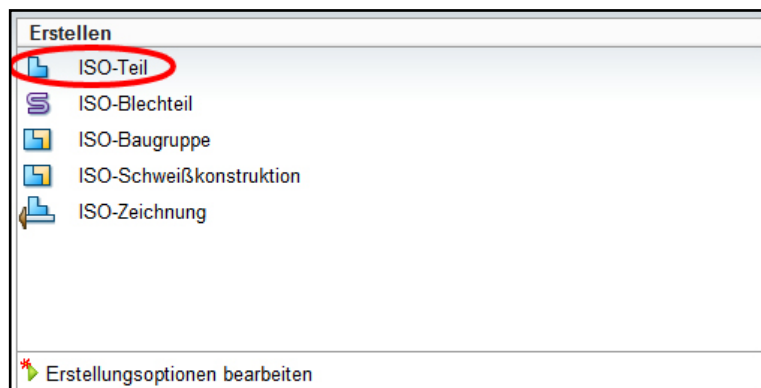 Erstellen
ISO-Teil
ISO-Blechteil
ISO-Baugruppe
ISO-Schweißkonstruktion
ISO-Zeichnung
Erstellungsoptionen bearbeiten